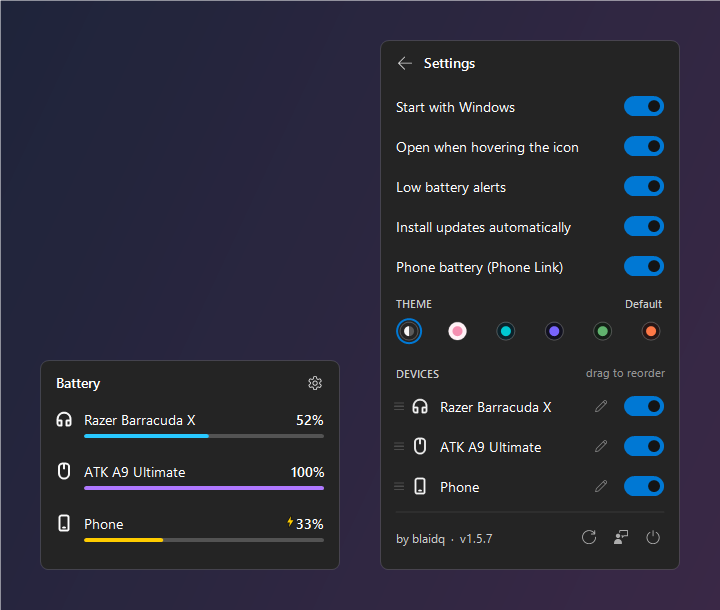 Settings
Start with Windows
Open when hovering the icon
Low battery alerts
Install updates automatically
Phone battery (Phone Link)
THEME Default
DEVICES drag to reorder
Razer Barracuda X
ATK A9 Ultimate
Phone
by blaidq · v1.5.7
Battery
Razer Barracuda X 52%
ATK A9 Ultimate 100%
Phone 33%